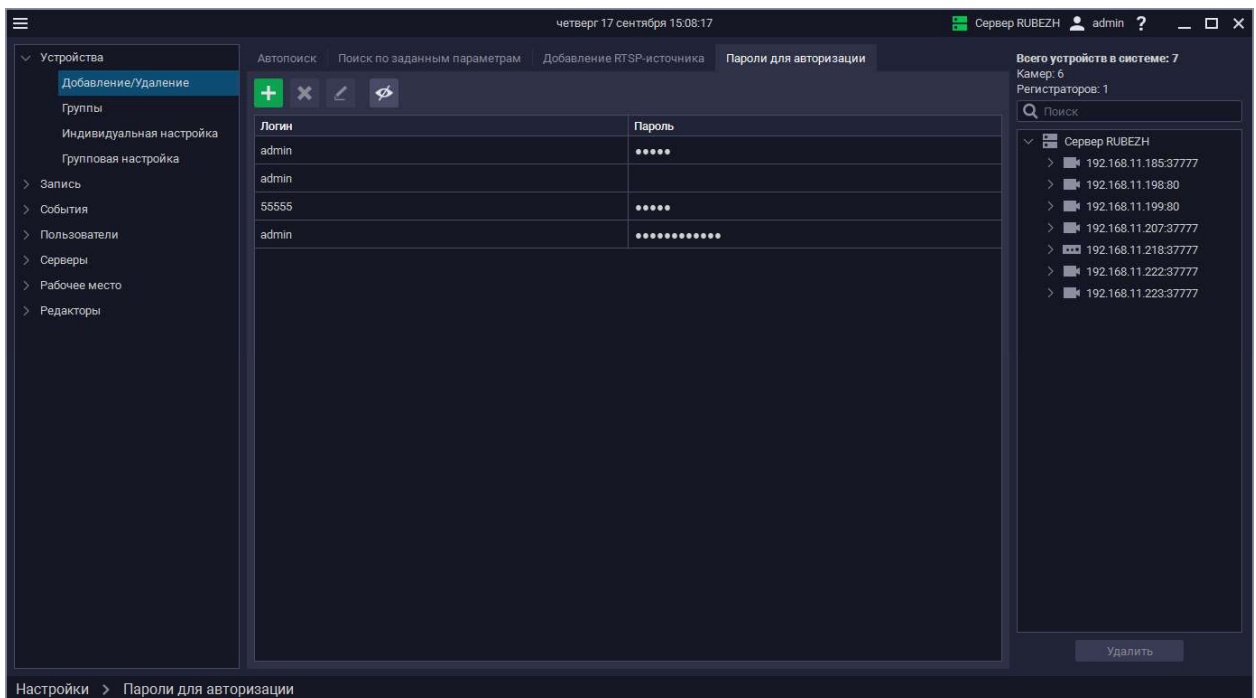 четверг 17 сентября 15:08:17
Сервер RUBEZH admin ?
Устройства
Добавление/Удаление
Группы
Индивидуальная настройка
Групповая настройка
Запись
События
Пользователи
Серверы
Рабочее место
Редакторы
Автопоиск Поиск по заданным параметрам Добавление RTSP-источника Пароли для авторизации
Логин Пароль
admin •••••
admin
55555 •••••
admin ••••••••••••
Всего устройств в системе: 7
Камер: 6
Регистраторов: 1
Поиск
Сервер RUBEZH
192.168.11.185:37777
192.168.11.198:80
192.168.11.199:80
192.168.11.207:37777
192.168.11.218:37777
192.168.11.222:37777
192.168.11.223:37777
Удалить
Настройки > Пароли для авторизации